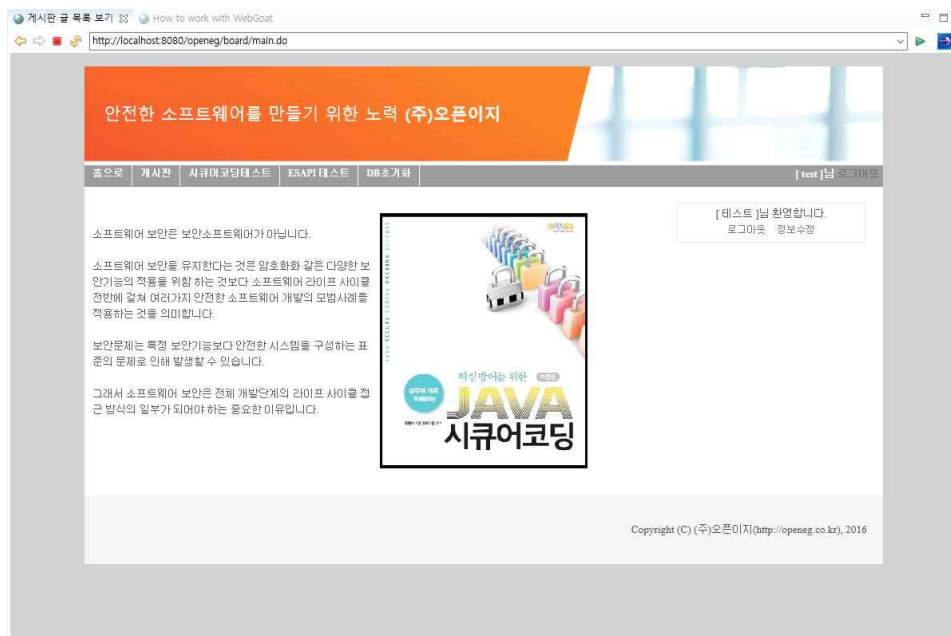 게시판 글 목록 보기
How to work with WebGoat
http://localhost:8080/openeg/board/main.do
안전한 소프트웨어를 만들기 위한 노력 (주)오픈이지
홈으로 게시판 시큐어코딩테스트 ESAPI테스트 DB초기화 [ test ]님 로그아웃
[ 테스트 ]님 환영합니다.
로그아웃 정보수정
소프트웨어 보안은 보안소프트웨어가 아닙니다.
소프트웨어 보안을 유지한다는 것은 암호화화 같은 다양한 보
안기능의 적용을 위함 하는 것보다 소프트웨어 라이프 사이클
전반에 걸쳐 여러가지 안전한 소프트웨어 개발의 모범사례를
적용하는 것을 의미합니다.
보안문제는 특정 보안기능보다 안전한 시스템을 구성하는 표
준의 문제로 인해 발생할 수 있습니다.
그래서 소프트웨어 보안은 전체 개발단계의 라이프 사이클 접
근 방식의 일부가 되어야 하는 중요한 이유입니다.
OPENEG
JAVA SECURE CODING HACKING DEFENSE
해킹 방어를 위한
JAVA
시큐어코딩
Copyright (C) (주)오픈이지(http://openeg.co.kr), 2016